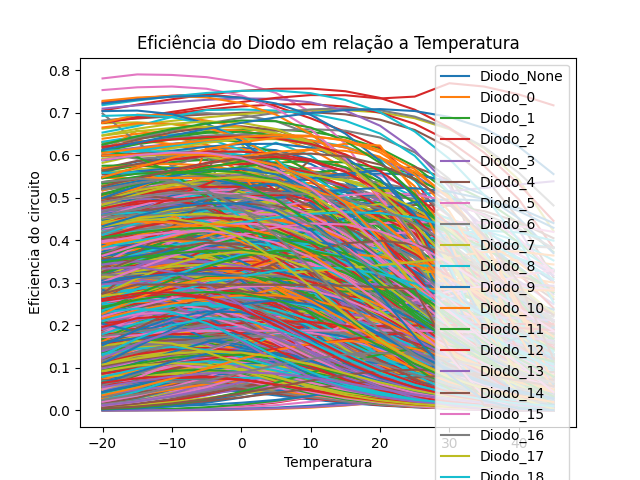 Eficiência do Diodo em relação a Temperatura
Eficiencia do circuito
0.8
0.7
0.6
0.5
0.4
0.3
0.2
0.1
0.0
−20
−10
0
10
20
30
40
Temperatura
Diodo_None
Diodo_0
Diodo_1
Diodo_2
Diodo_3
Diodo_4
Diodo_5
Diodo_6
Diodo_7
Diodo_8
Diodo_9
Diodo_10
Diodo_11
Diodo_12
Diodo_13
Diodo_14
Diodo_15
Diodo_16
Diodo_17
Diodo_18